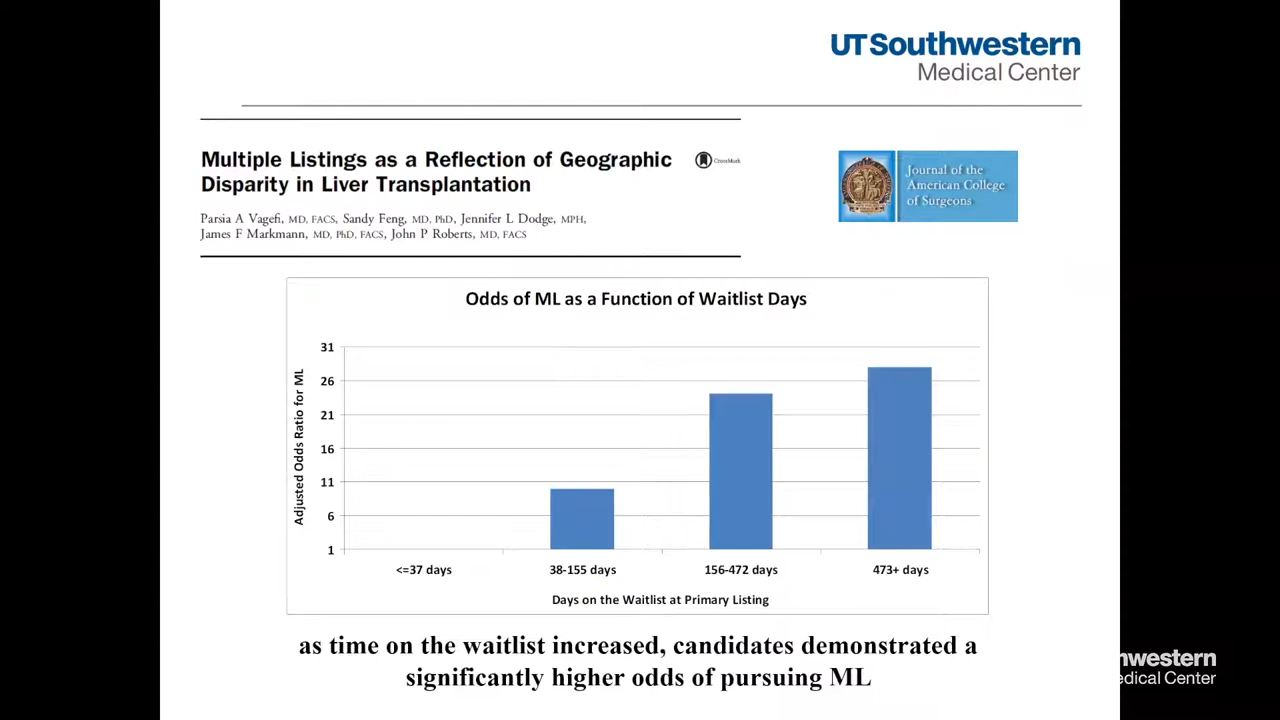 UTSouthwestern
Medical Center
Multiple Listings as a Reflection of Geographic
Disparity in Liver Transplantation
CrossMark
Parsia A Vagefi, MD, FACS, Sandy Feng, MD, PhD, Jennifer L Dodge, MPH,
James F Markmann, MD, PhD, FACS, John P Roberts, MD, FACS
Journal of the
American College
of Surgeons
Odds of ML as a Function of Waitlist Days
Adjusted Odds Ratio for ML
31
26
21
16
11
6
1
<=37 days 38-155 days 156-472 days 473+ days
Days on the Waitlist at Primary Listing
as time on the waitlist increased, candidates demonstrated a
significantly higher odds of pursuing ML
hwestern
edical Center